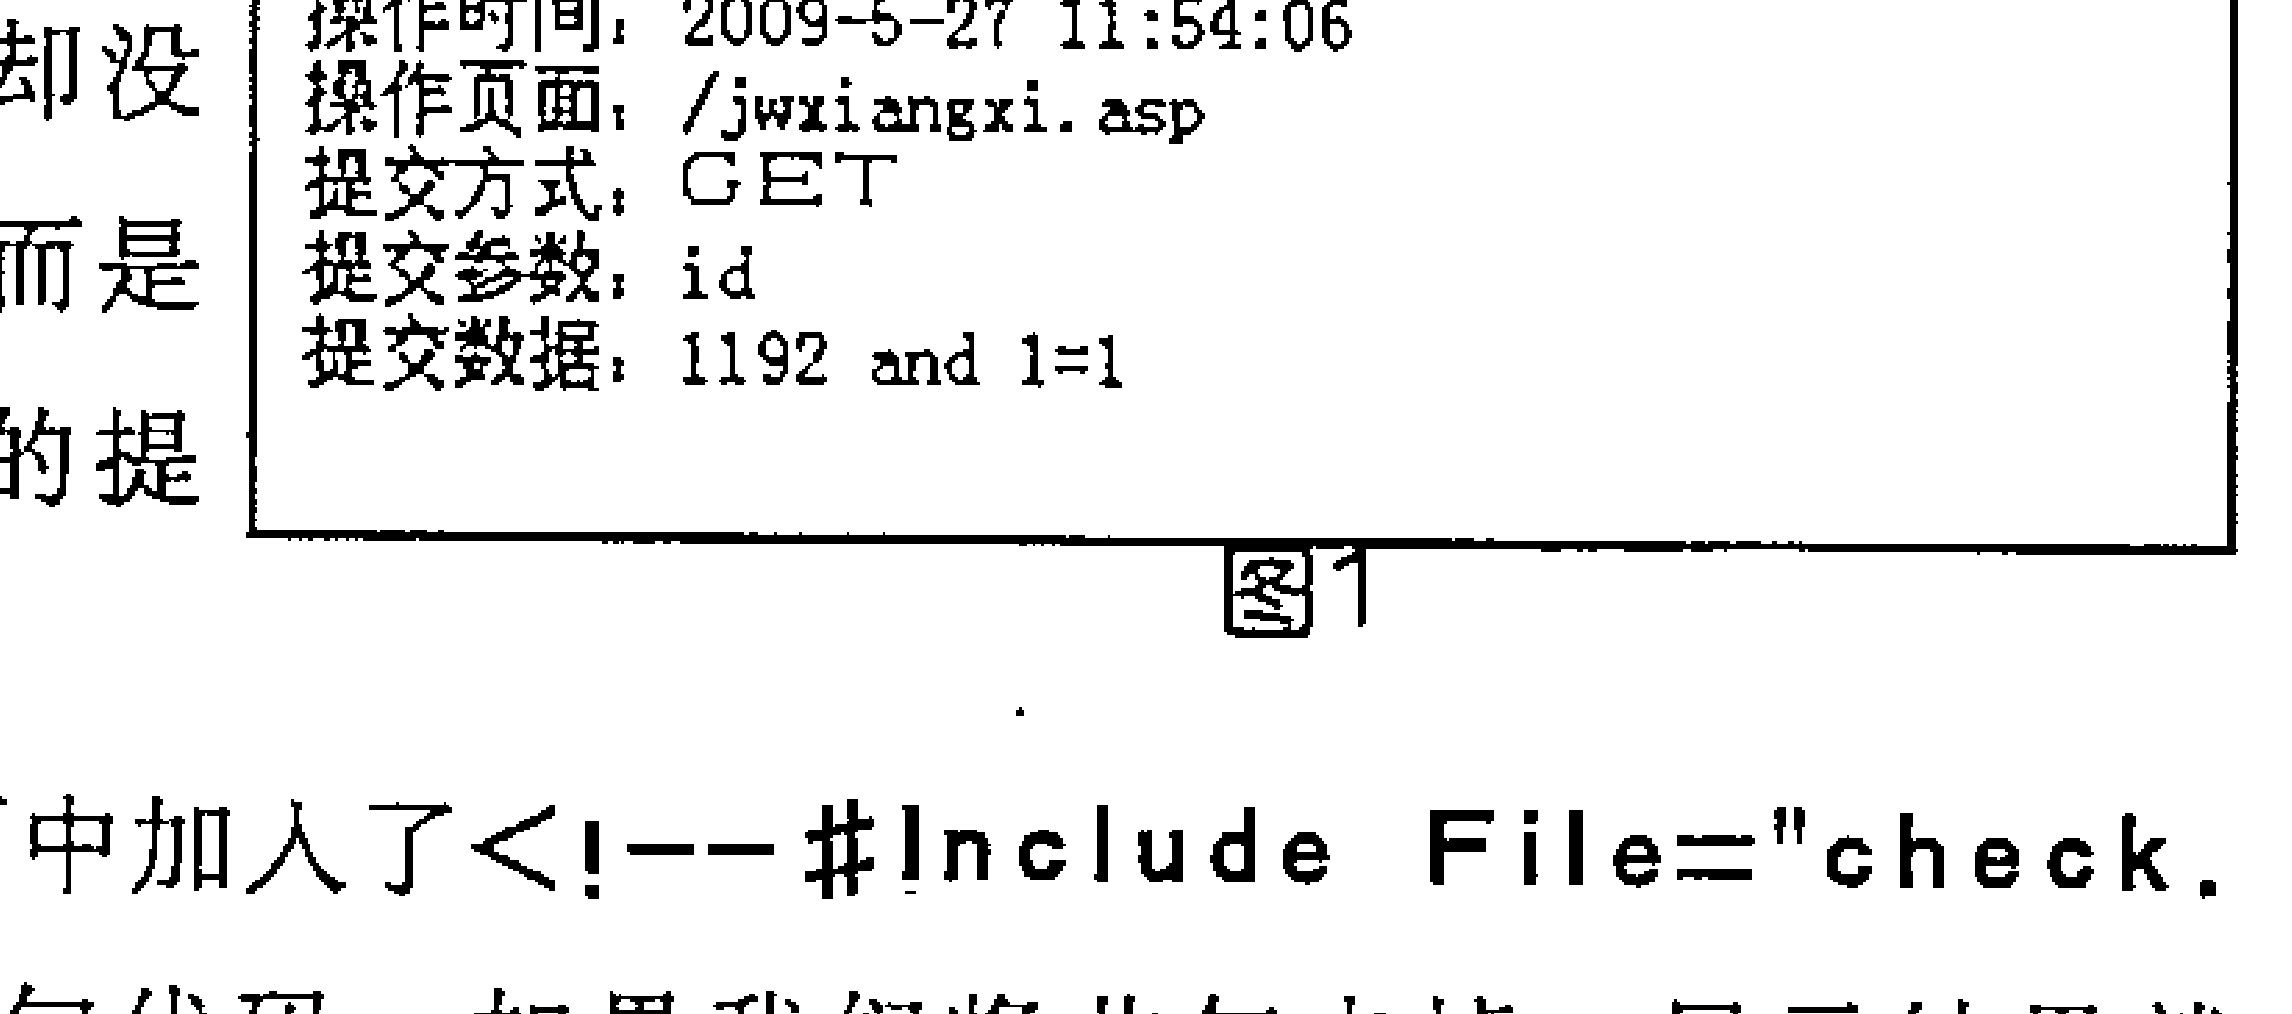 操作时间：2009-5-27 11:54:06
却没
操作页面：/jwxiangxi.asp
提交方式：GET
而是
提交参数：id
提交数据：1192 and 1=1
的提
图1
中加入了<!--#Include File="check.